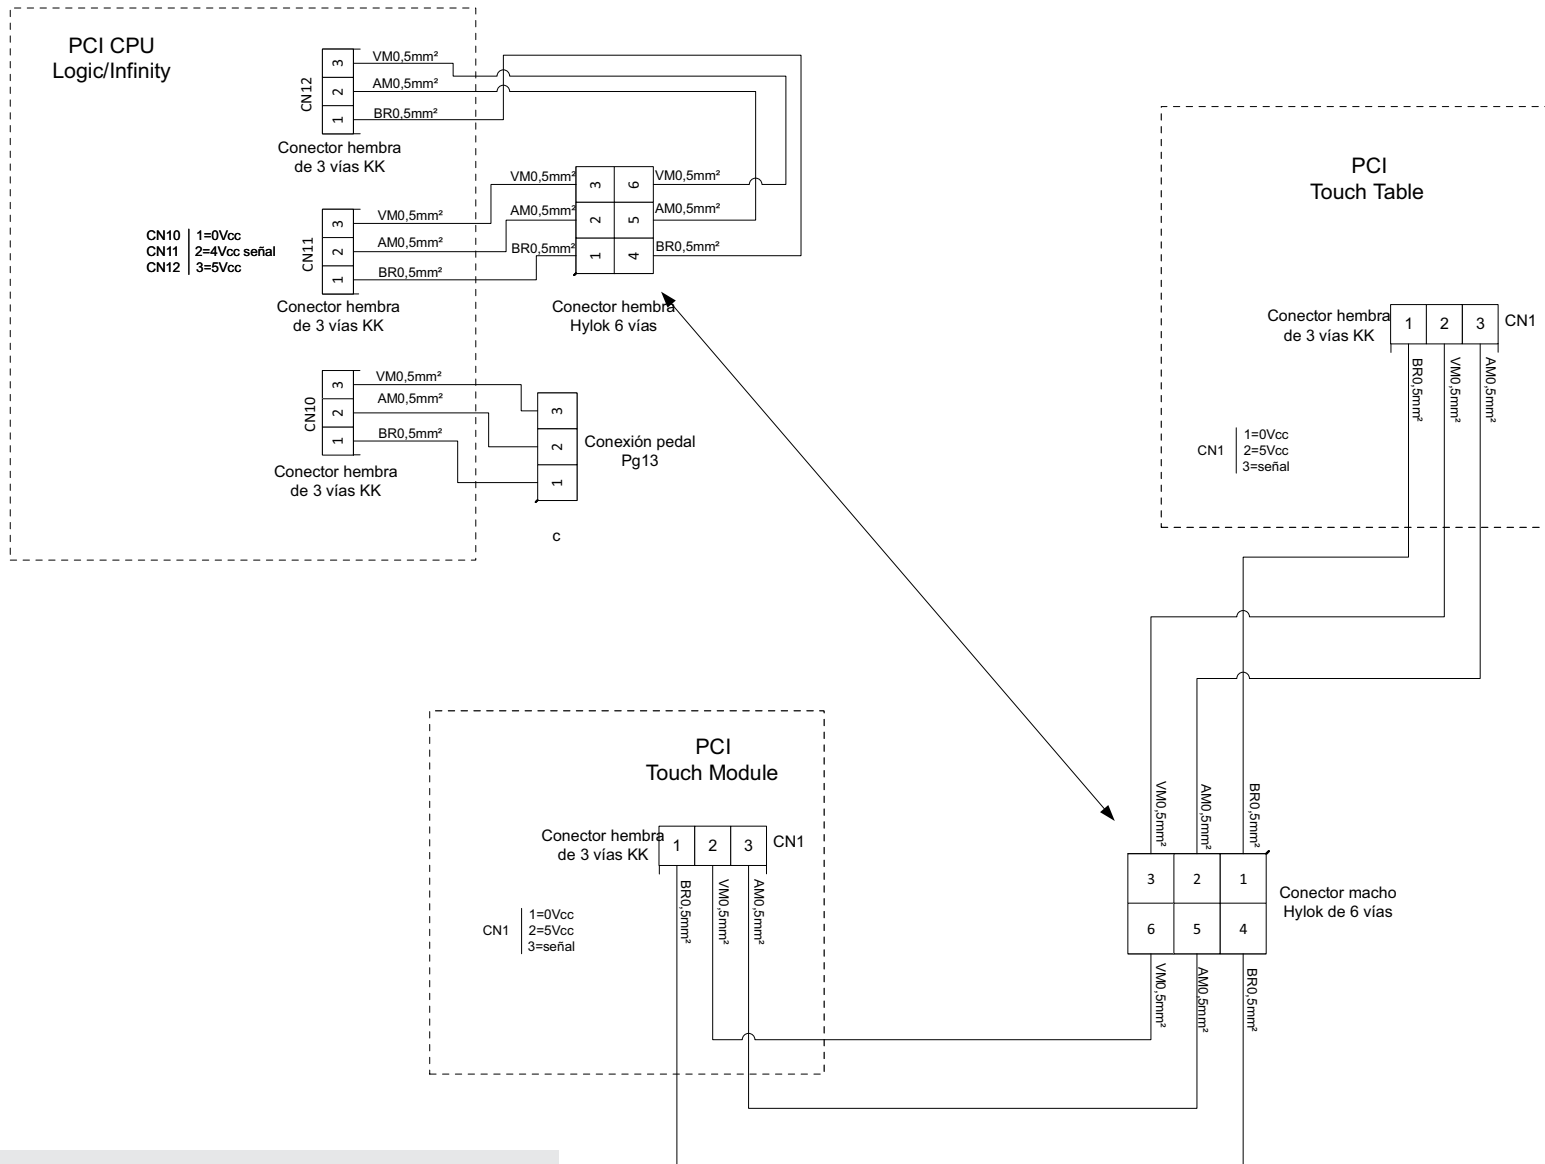 PCI CPU
Logic/Infinity
CN12
3
2
1
VM0,5mm²
AM0,5mm²
BR0,5mm²
Conector hembra
de 3 vías KK
CN10 1=0Vcc
CN11 2=4Vcc señal
CN12 3=5Vcc
CN11
3
2
1
VM0,5mm²
AM0,5mm²
BR0,5mm²
Conector hembra
de 3 vías KK
VM0,5mm² 3 6 VM0,5mm²
AM0,5mm² 2 5 AM0,5mm²
BR0,5mm² 1 4 BR0,5mm²
Conector hembra
Hylok 6 vías
CN10
3
2
1
VM0,5mm²
AM0,5mm²
BR0,5mm²
Conector hembra
de 3 vías KK
3
2
1
Conexión pedal
Pg13
c
PCI
Touch Table
Conector hembra
de 3 vías KK
1 2 3 CN1
BR0,5mm²
VM0,5mm²
AM0,5mm²
CN1
1=0Vcc
2=5Vcc
3=señal
PCI
Touch Module
Conector hembra
de 3 vías KK
1 2 3 CN1
BR0,5mm²
VM0,5mm²
AM0,5mm²
CN1
1=0Vcc
2=5Vcc
3=señal
VM0,5mm²
AM0,5mm²
BR0,5mm²
3 2 1
6 5 4
Conector macho
Hylok de 6 vías
VM0,5mm²
AM0,5mm²
BR0,5mm²